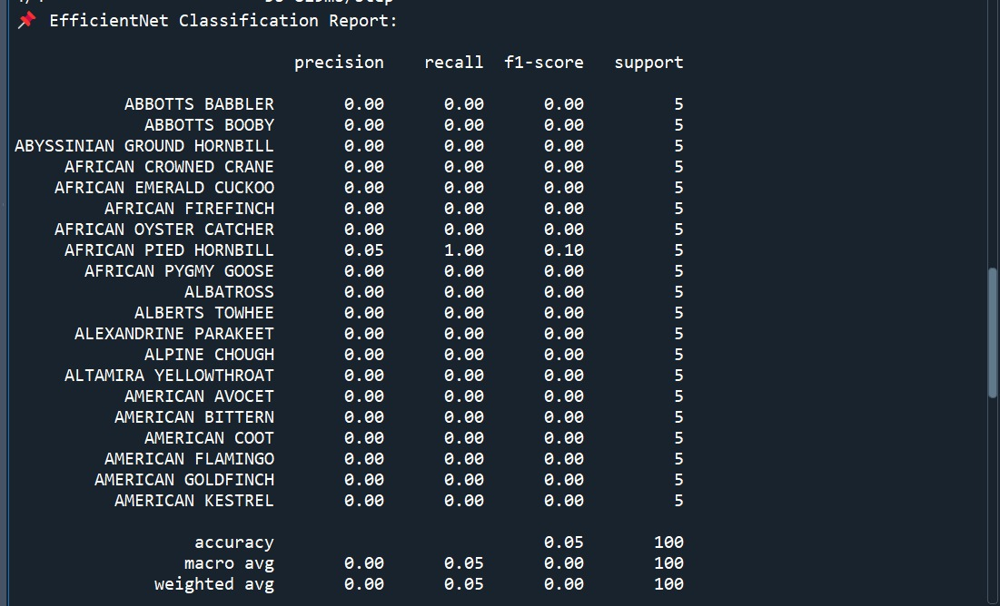 📌 EfficientNet Classification Report:
precision recall f1-score support
ABBOTTS BABBLER 0.00 0.00 0.00 5
ABBOTTS BOOBY 0.00 0.00 0.00 5
ABYSSINIAN GROUND HORNBILL 0.00 0.00 0.00 5
AFRICAN CROWNED CRANE 0.00 0.00 0.00 5
AFRICAN EMERALD CUCKOO 0.00 0.00 0.00 5
AFRICAN FIREFINCH 0.00 0.00 0.00 5
AFRICAN OYSTER CATCHER 0.00 0.00 0.00 5
AFRICAN PIED HORNBILL 0.05 1.00 0.10 5
AFRICAN PYGMY GOOSE 0.00 0.00 0.00 5
ALBATROSS 0.00 0.00 0.00 5
ALBERTS TOWHEE 0.00 0.00 0.00 5
ALEXANDRINE PARAKEET 0.00 0.00 0.00 5
ALPINE CHOUGH 0.00 0.00 0.00 5
ALTAMIRA YELLOWTHROAT 0.00 0.00 0.00 5
AMERICAN AVOCET 0.00 0.00 0.00 5
AMERICAN BITTERN 0.00 0.00 0.00 5
AMERICAN COOT 0.00 0.00 0.00 5
AMERICAN FLAMINGO 0.00 0.00 0.00 5
AMERICAN GOLDFINCH 0.00 0.00 0.00 5
AMERICAN KESTREL 0.00 0.00 0.00 5
accuracy 0.05 100
macro avg 0.00 0.05 0.00 100
weighted avg 0.00 0.05 0.00 100